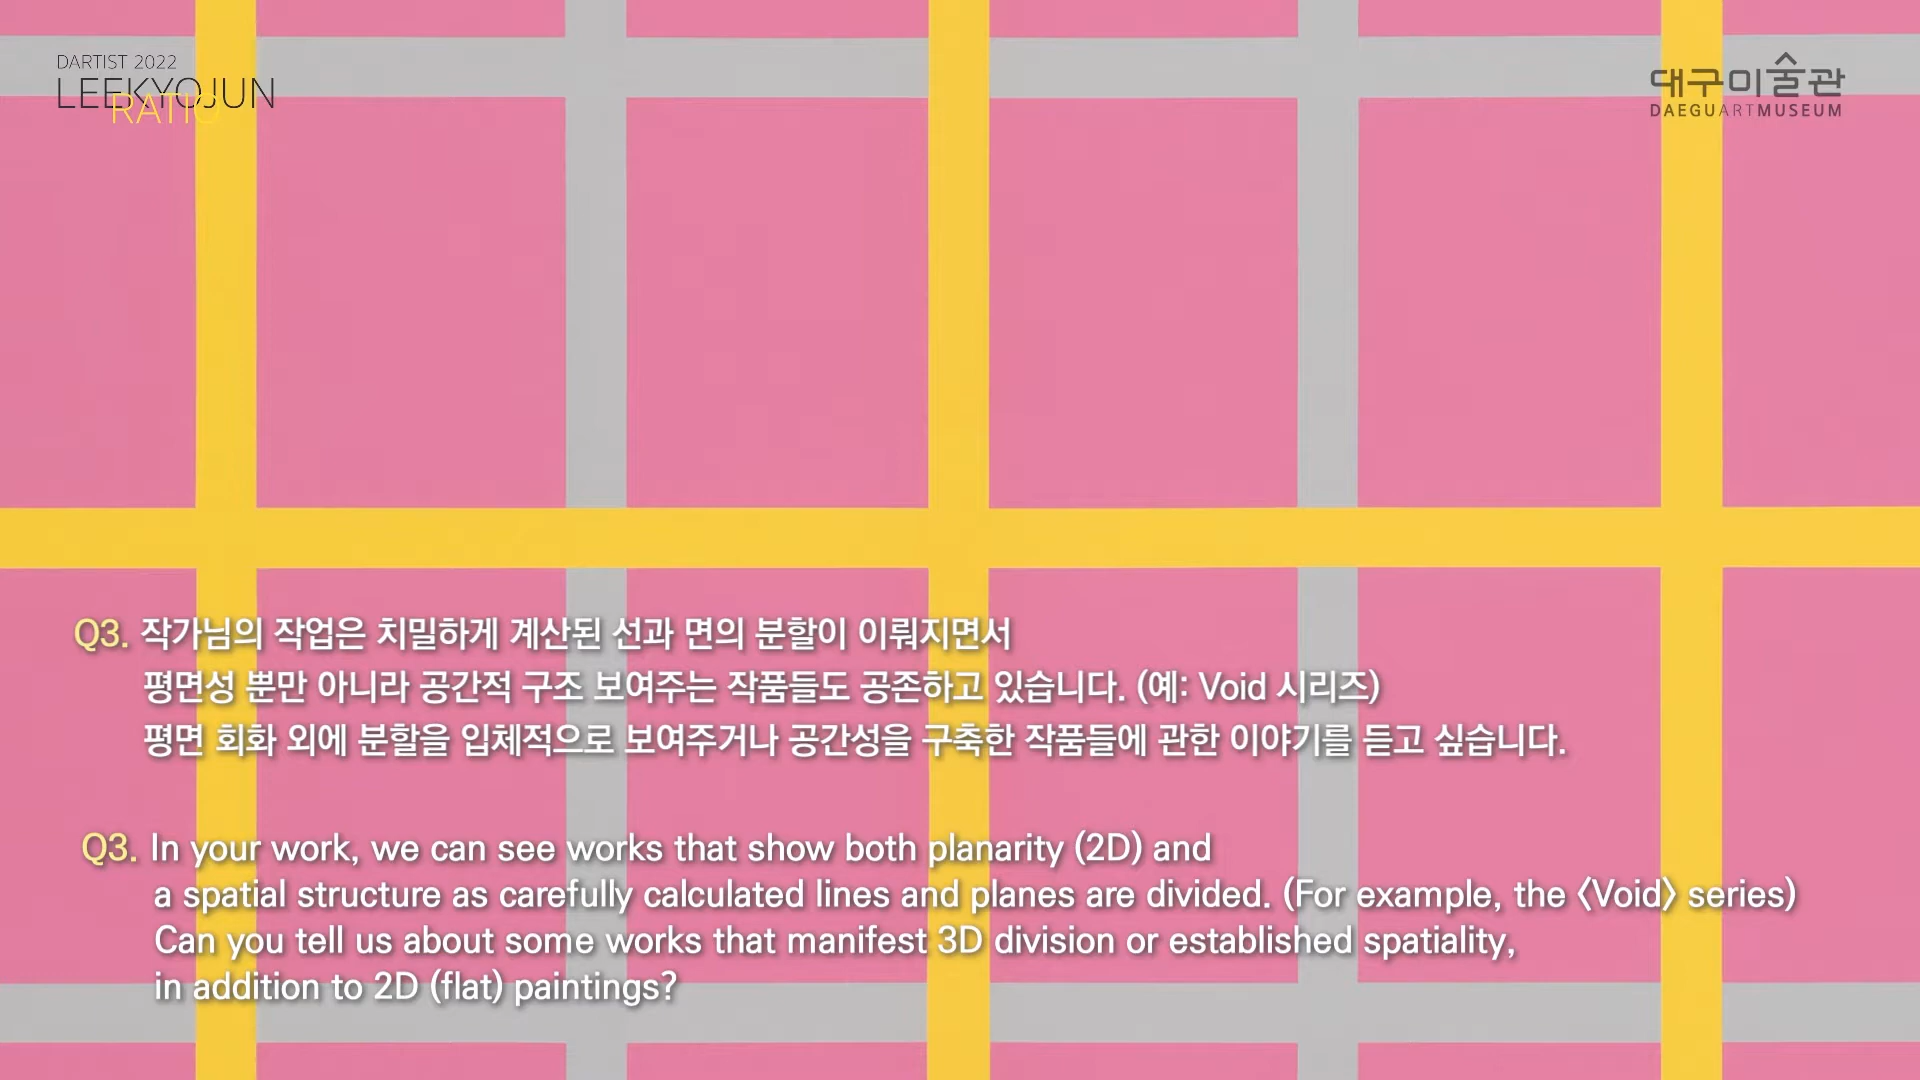 DARTIST 2022
LEEKYOJUN
RATIO
대구미술관
DAEGUARTMUSEUM
Q3. 작가님의 작업은 치밀하게 계산된 선과 면의 분할이 이뤄지면서
평면성 뿐만 아니라 공간적 구조 보여주는 작품들도 공존하고 있습니다. (예: Void 시리즈)
평면 회화 외에 분할을 입체적으로 보여주거나 공간성을 구축한 작품들에 관한 이야기를 듣고 싶습니다.
Q3. In your work, we can see works that show both planarity (2D) and
a spatial structure as carefully calculated lines and planes are divided. (For example, the 〈Void〉 series)
Can you tell us about some works that manifest 3D division or established spatiality,
in addition to 2D (flat) paintings?